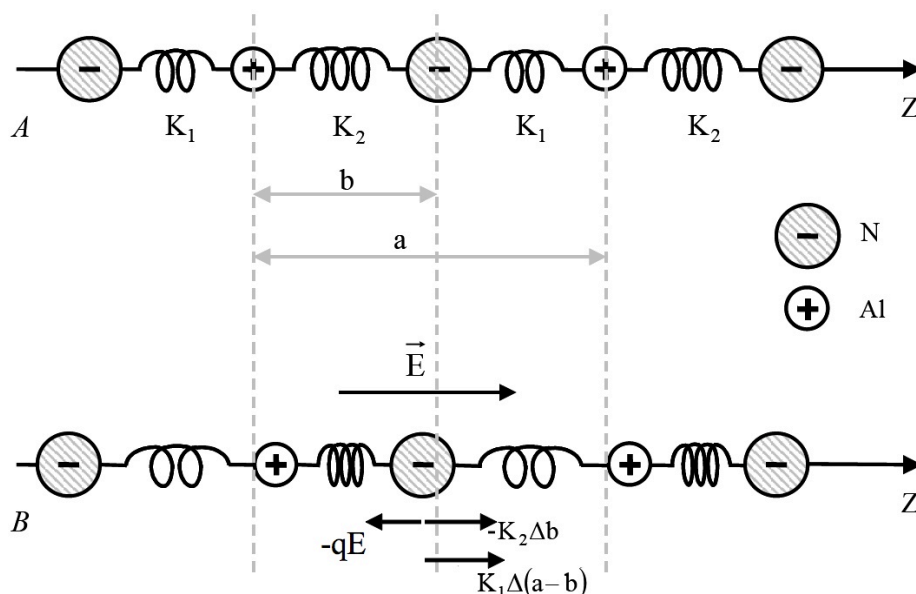 - + - + -
A K₁ K₂ K₁ K₂ Z
b
a
- N
+ Al
E⃗
- + - + -
B Z
-qE -K₂Δb
K₁Δ(a–b)